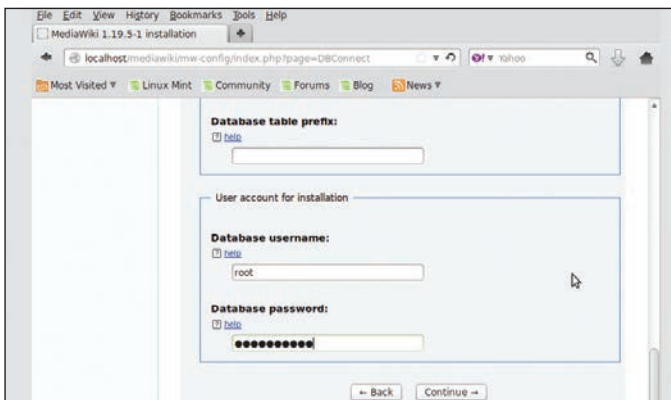 File Edit View History Bookmarks Tools Help
MediaWiki 1.19.5-1 installation
localhost/mediawiki/mw-config/index.php?page=DBConnect
Yahoo
Most Visited Linux Mint Community Forums Blog News
Database table prefix:
help
User account for installation
Database username:
help
root
Database password:
help
●●●●●●●●●●
← Back Continue →